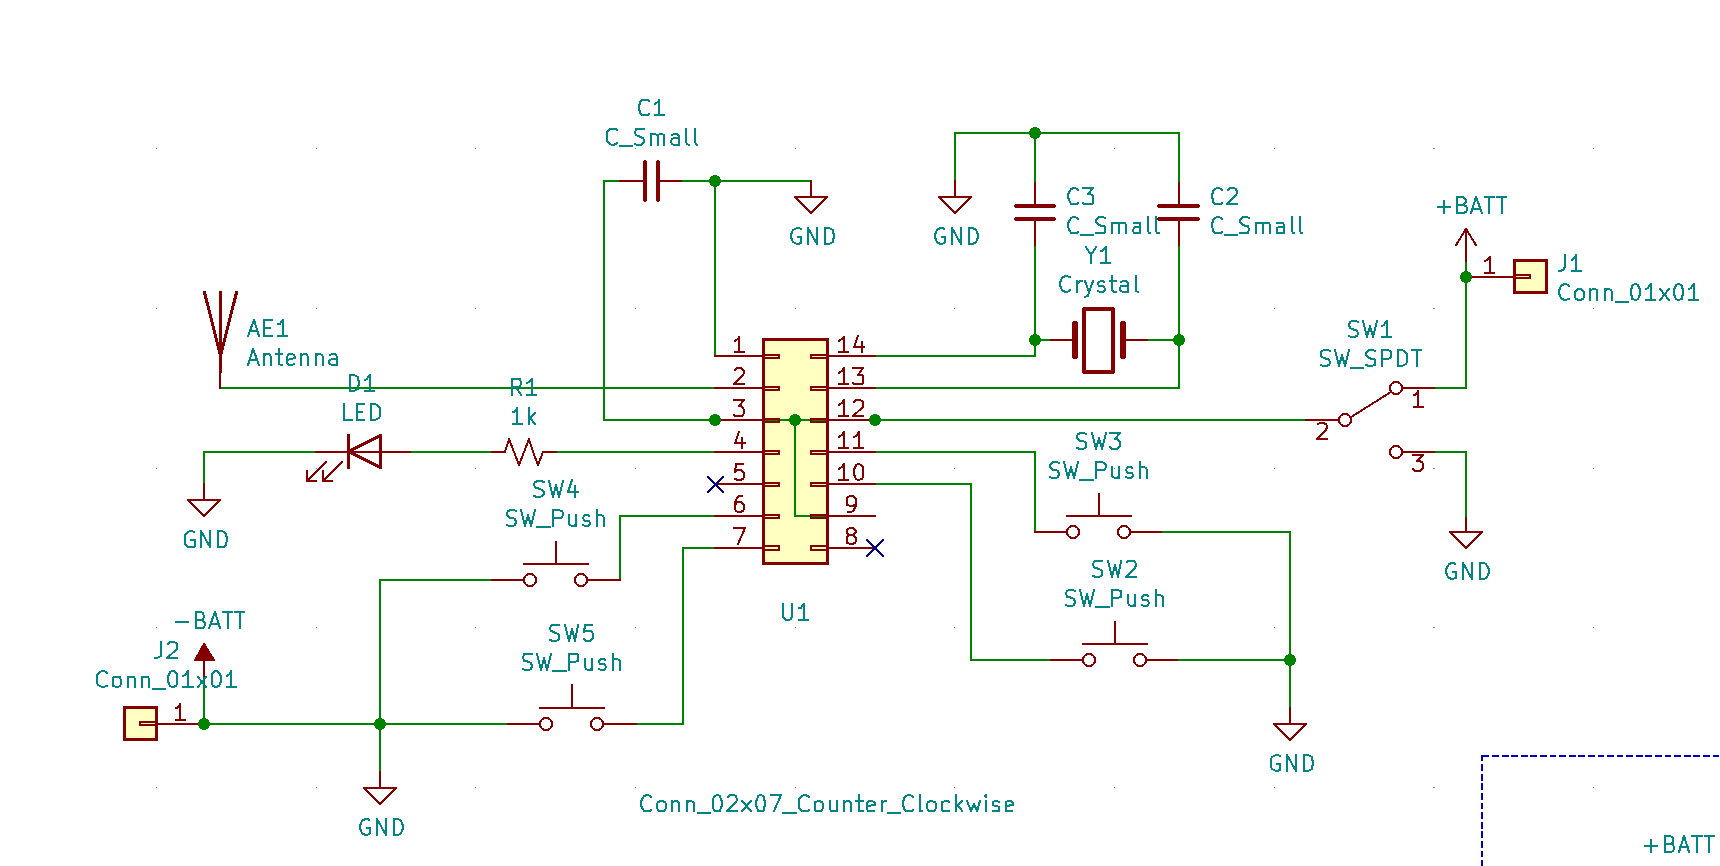 C1
C_Small
GND
GND
C3
C_Small
C2
C_Small
Y1
Crystal
+BATT
1
J1
Conn_01x01
SW1
SW_SPDT
1
2
3
GND
AE1
Antenna
D1
LED
R1
1k
GND
1
2
3
4
5
6
7
14
13
12
11
10
9
8
U1
SW3
SW_Push
SW2
SW_Push
GND
SW4
SW_Push
SW5
SW_Push
-BATT
J2
Conn_01x01
1
GND
Conn_02x07_Counter_Clockwise
+BATT